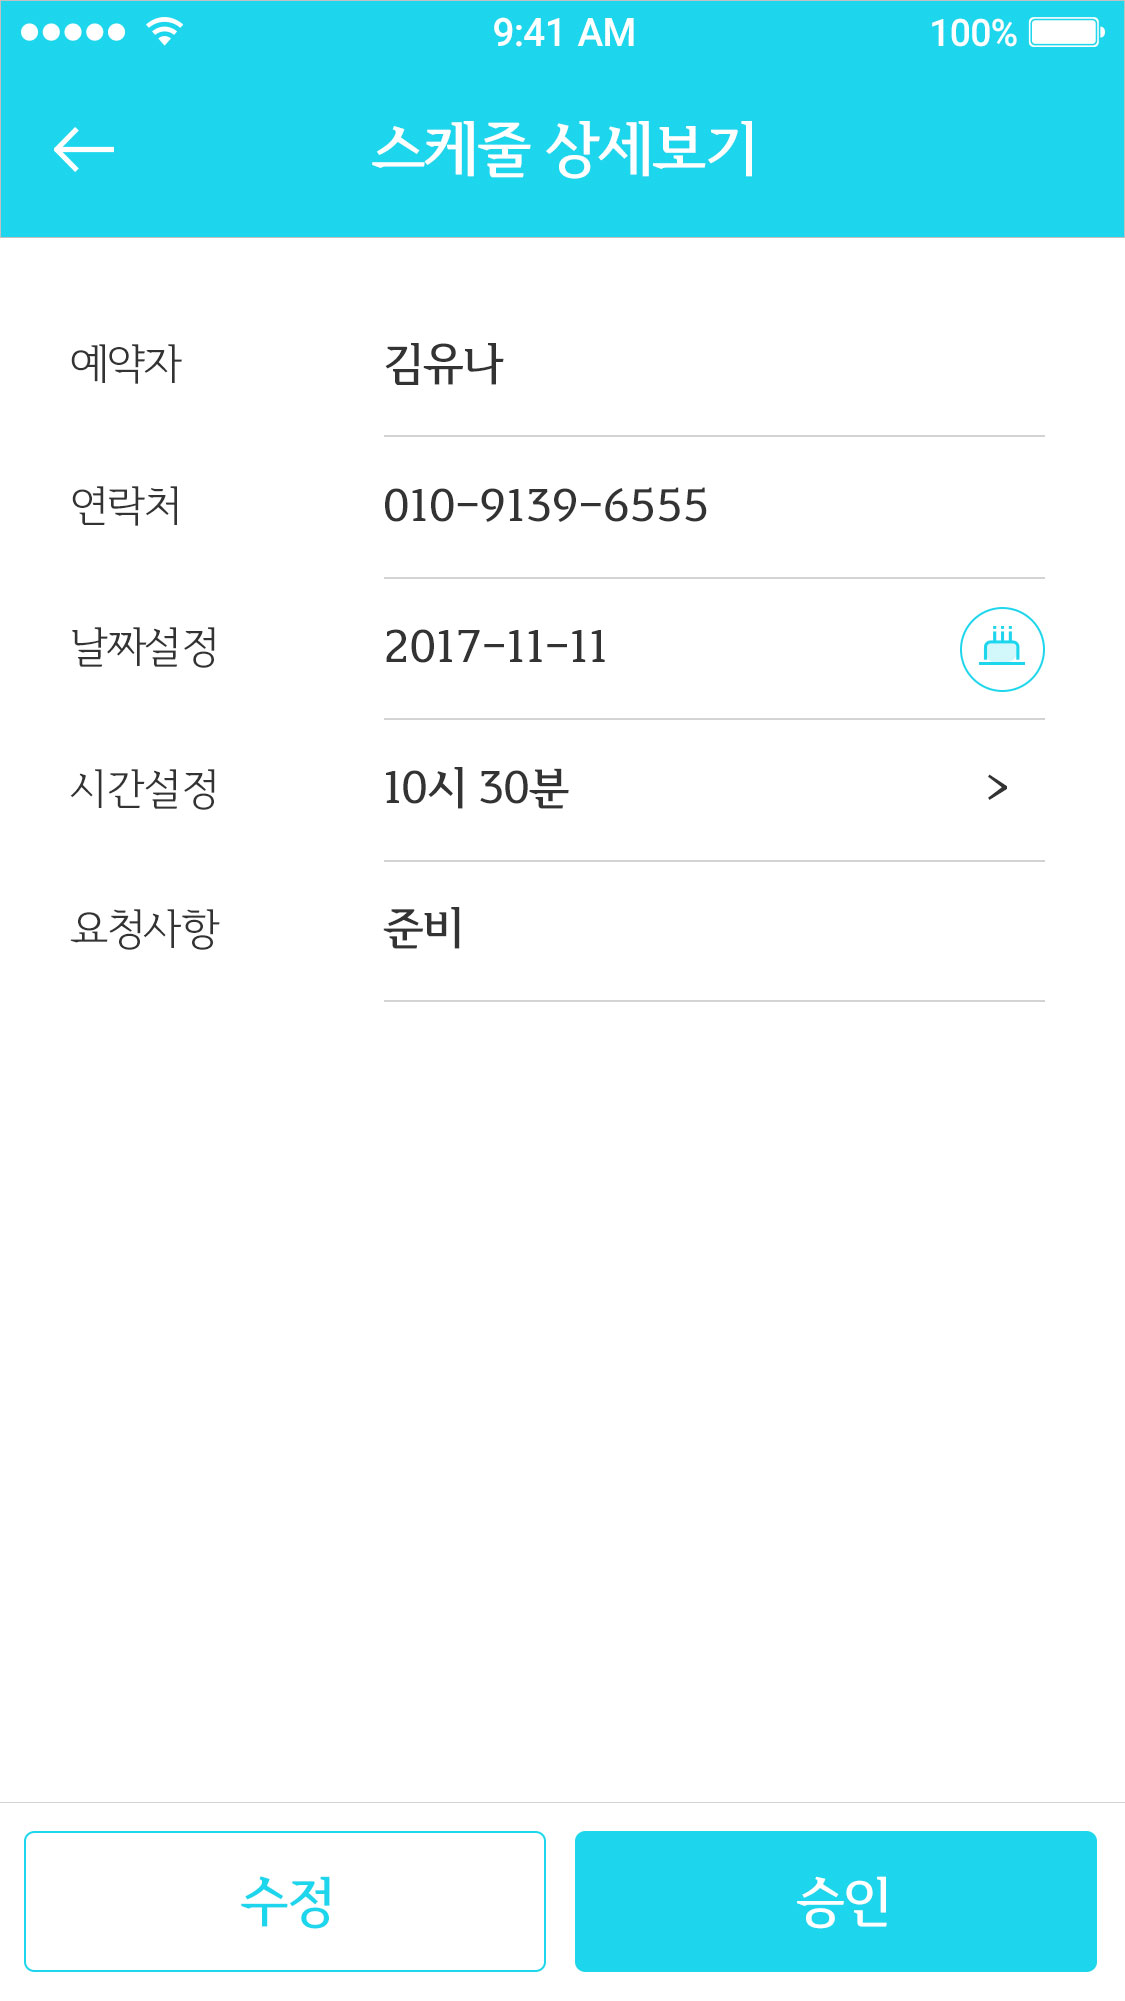 9:41 AM 100%
스케줄 상세보기
예약자 김유나
연락처 010-9139-6555
날짜설정 2017-11-11
시간설정 10시 30분 >
요청사항 준비
수정 승인